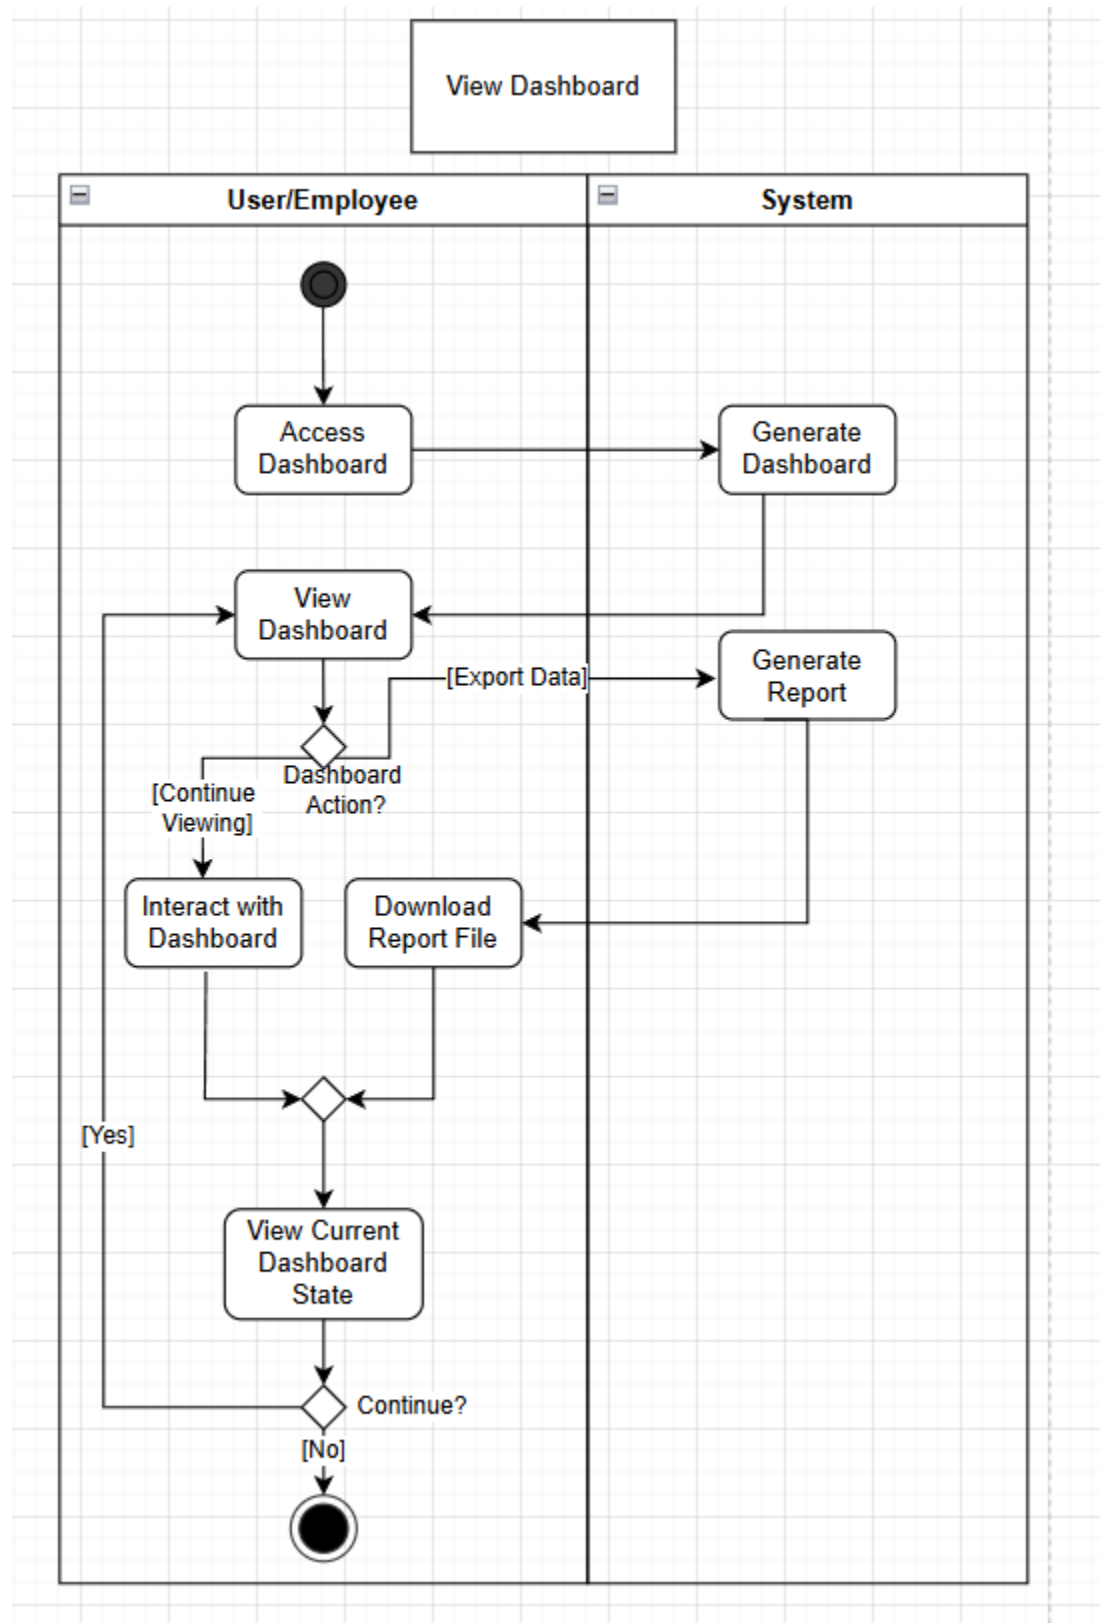 View Dashboard
User/Employee
System
Access
Dashboard
Generate
Dashboard
View
Dashboard
Generate
Report
[Export Data]
Dashboard
Action?
[Continue
Viewing]
Interact with
Dashboard
Download
Report File
[Yes]
View Current
Dashboard
State
Continue?
[No]